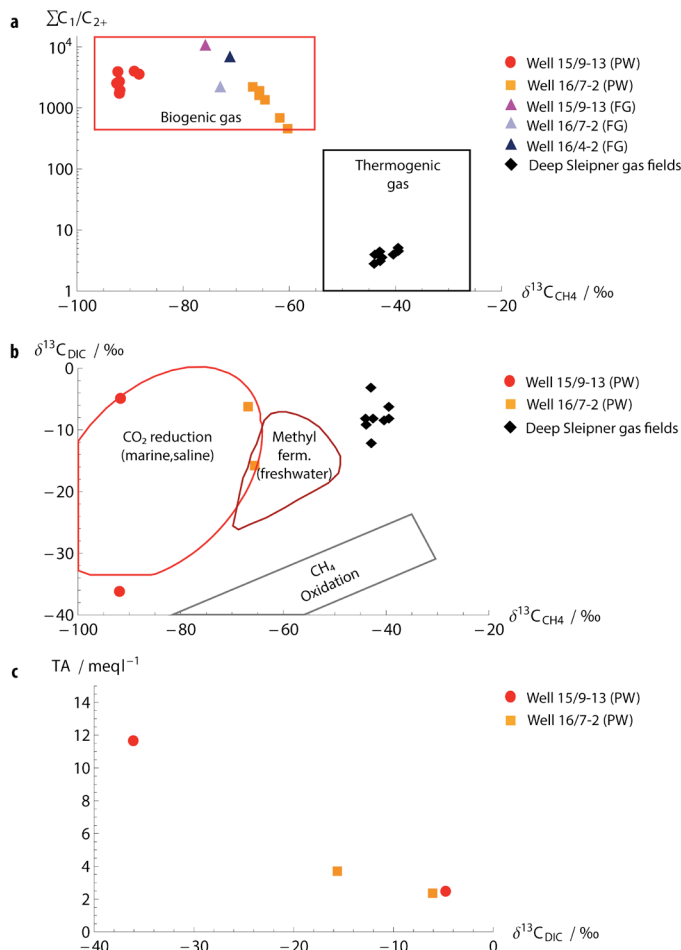 ΣC₁/C₂₊
a
10⁴
1000
100
10
1
Biogenic gas
Thermogenic
gas
−100
−80
−60
−40
−20
δ¹³C_CH4 / ‰
Well 15/9-13 (PW)
Well 16/7-2 (PW)
Well 15/9-13 (FG)
Well 16/7-2 (FG)
Well 16/4-2 (FG)
Deep Sleipner gas fields
b
δ¹³C_DIC / ‰
0
−10
−20
−30
−40
CO₂ reduction
(marine,saline)
Methyl
ferm.
(freshwater)
CH₄
Oxidation
−100
−80
−60
−40
−20
δ¹³C_CH4 / ‰
Well 15/9-13 (PW)
Well 16/7-2 (PW)
Deep Sleipner gas fields
c
TA / meql⁻¹
14
12
10
8
6
4
2
0
−40
−30
−20
−10
0
δ¹³C_DIC / ‰
Well 15/9-13 (PW)
Well 16/7-2 (PW)